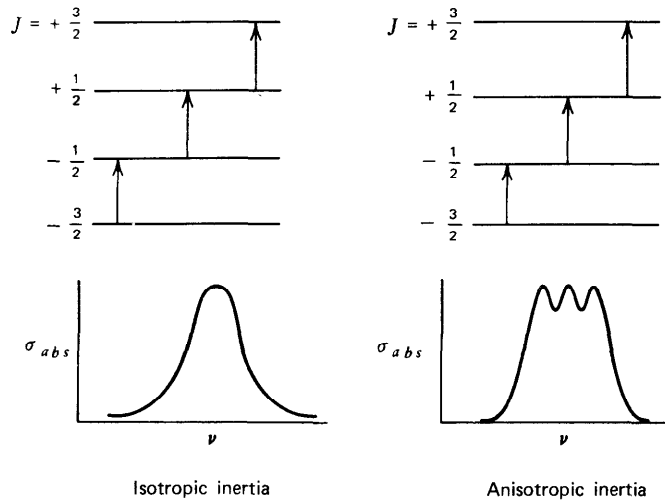 J = + 3/2
+ 1/2
− 1/2
− 3/2
σ abs
ν
Isotropic inertia
J = + 3/2
+ 1/2
− 1/2
− 3/2
σ abs
ν
Anisotropic inertia